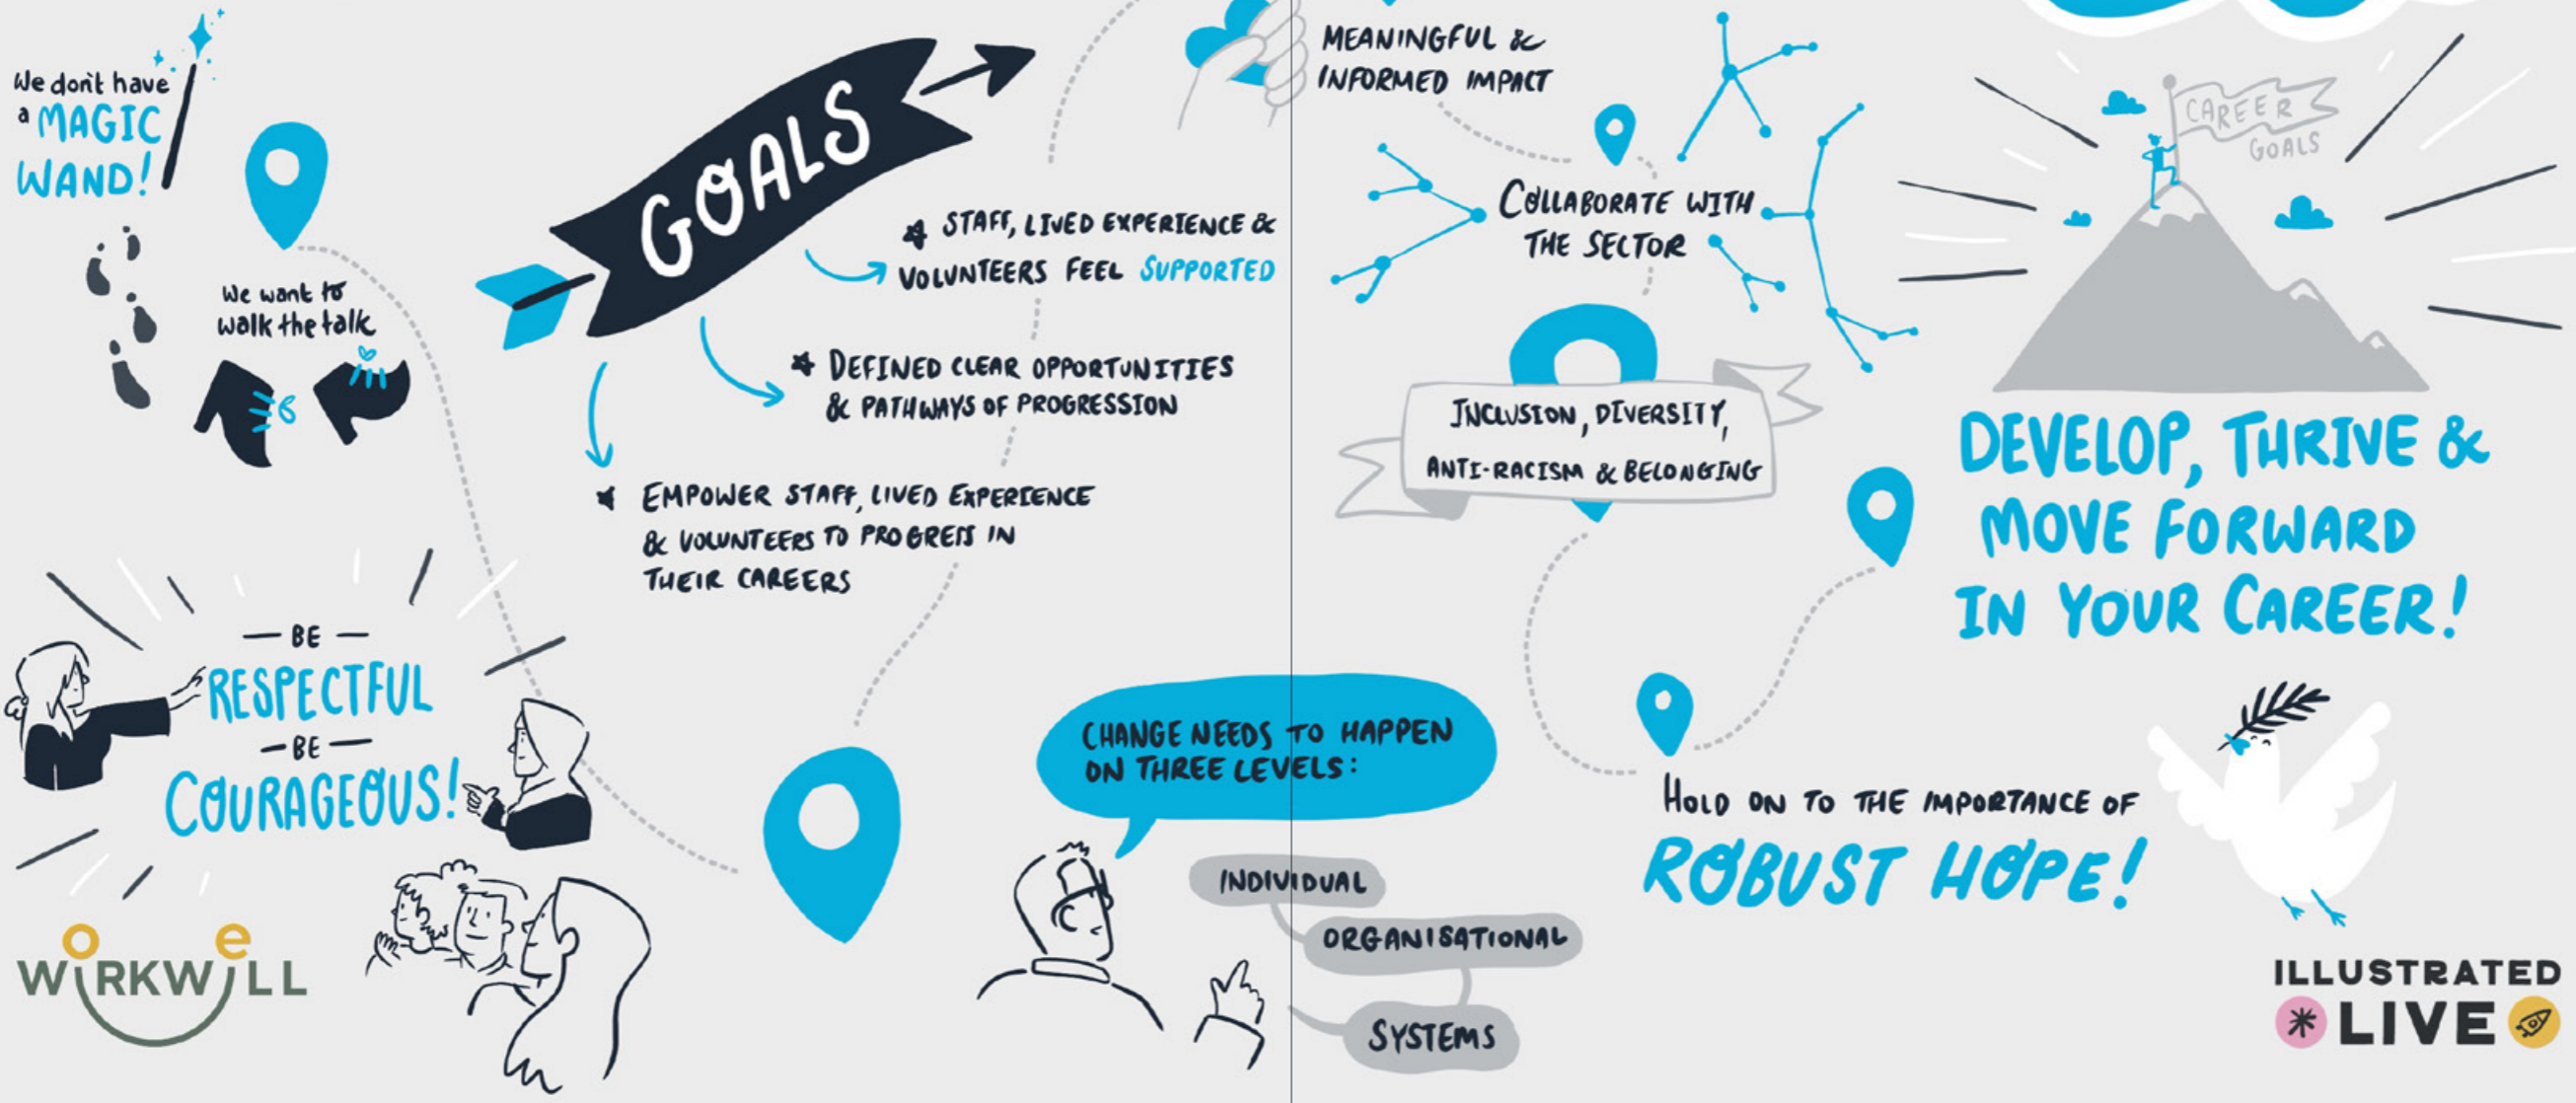 We don't have
a MAGIC
WAND!
We want to
walk the talk
GOALS
STAFF, LIVED EXPERIENCE &
VOLUNTEERS FEEL SUPPORTED
DEFINED CLEAR OPPORTUNITIES
& PATHWAYS OF PROGRESSION
EMPOWER STAFF, LIVED EXPERIENCE
& VOLUNTEERS TO PROGRESS IN
THEIR CAREERS
— BE —
RESPECTFUL
— BE —
COURAGEOUS!
WORKWELL
CHANGE NEEDS TO HAPPEN
ON THREE LEVELS:
INDIVIDUAL
ORGANISATIONAL
SYSTEMS
MEANINGFUL &
INFORMED IMPACT
COLLABORATE WITH
THE SECTOR
INCLUSION, DIVERSITY,
ANTI-RACISM & BELONGING
CAREER
GOALS
DEVELOP, THRIVE &
MOVE FORWARD
IN YOUR CAREER!
HOLD ON TO THE IMPORTANCE OF
ROBUST HOPE!
ILLUSTRATED
LIVE